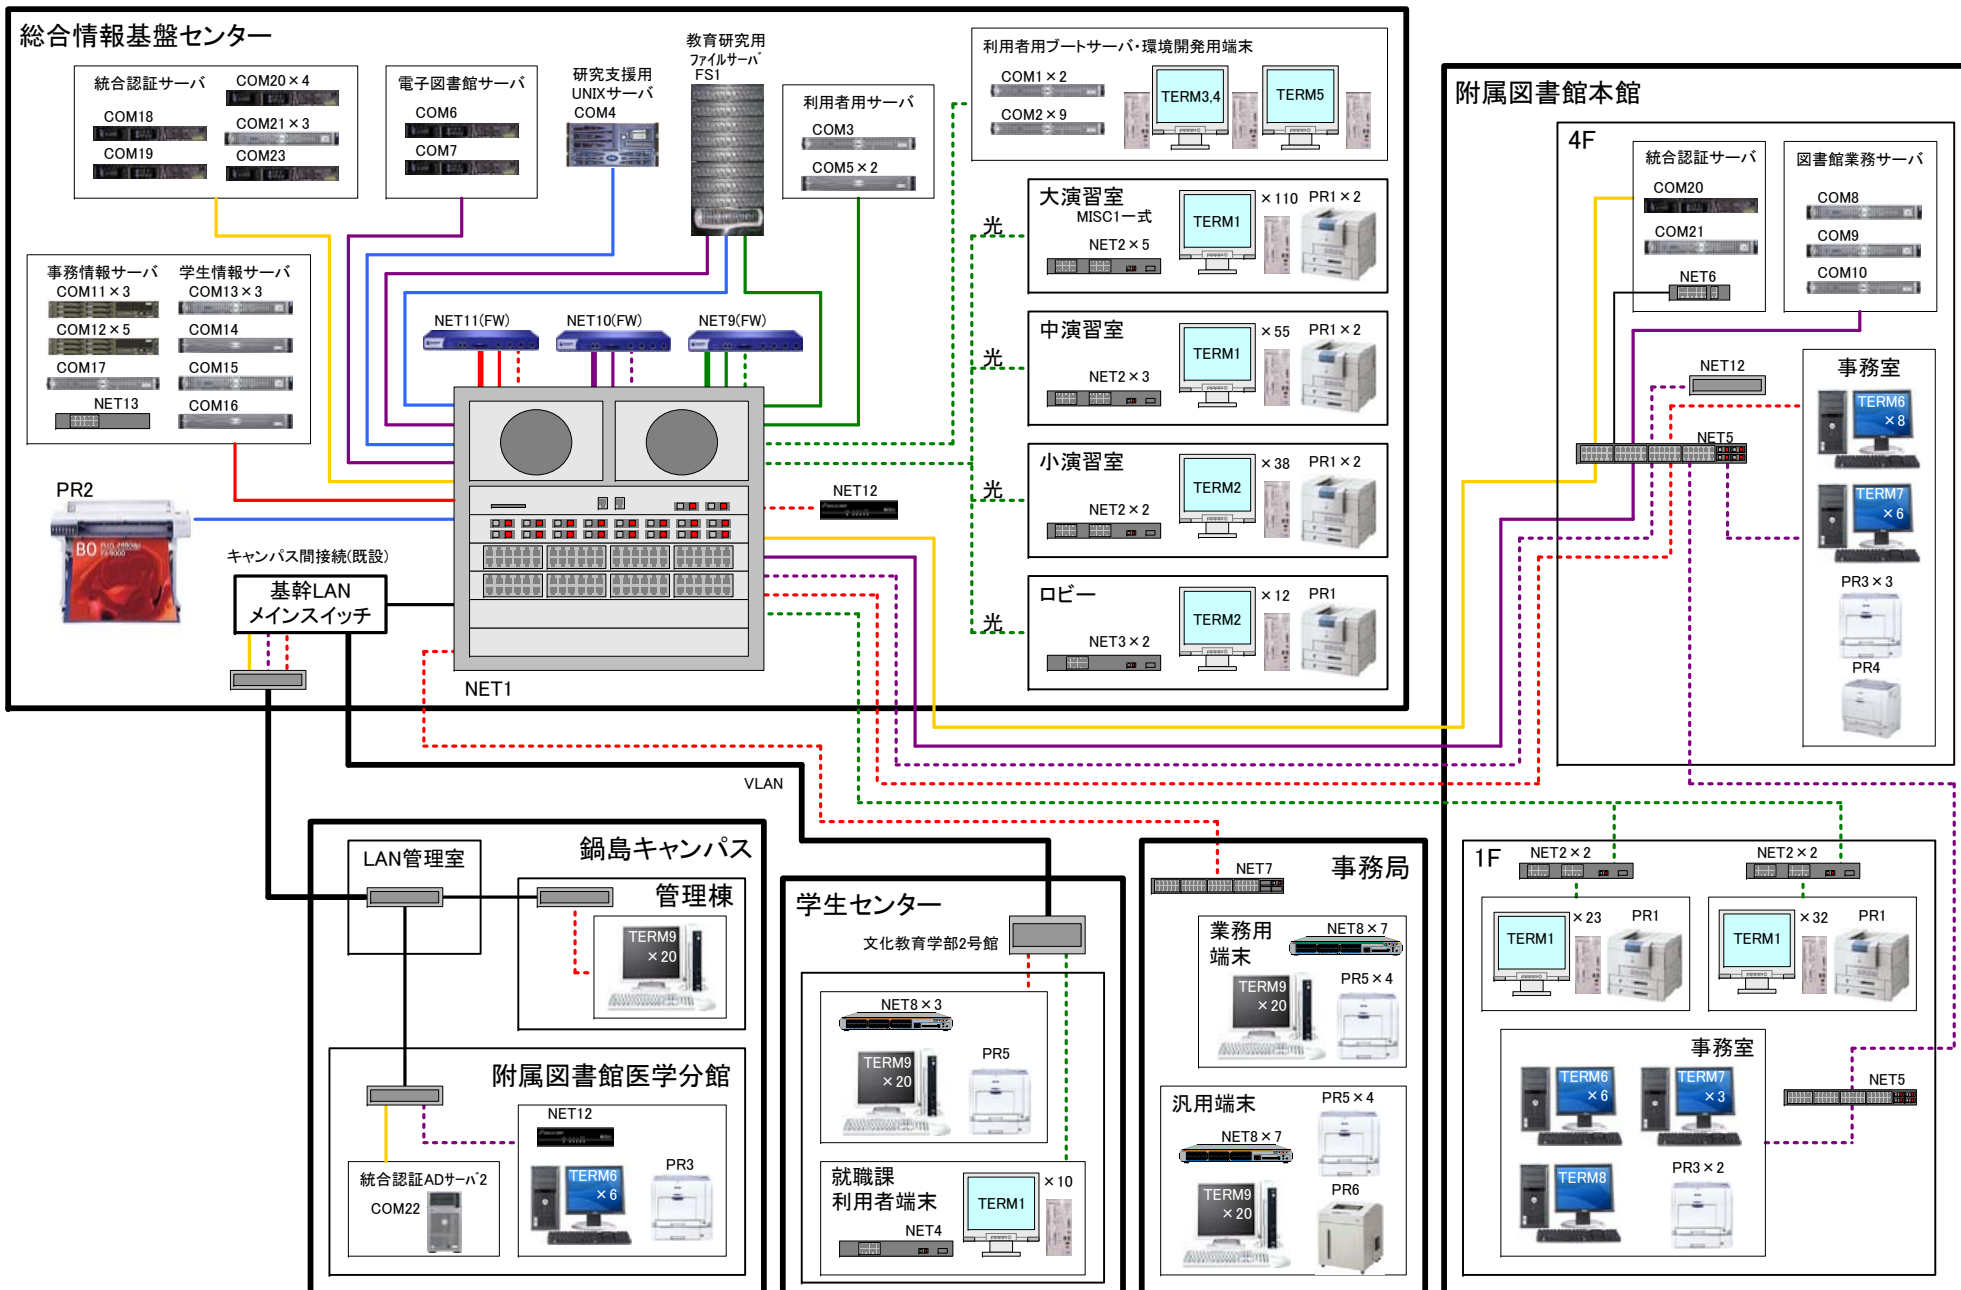 総合情報基盤センター
統合認証サーバ
COM20×4
COM18
COM21×3
COM19
COM23
電子図書館サーバ
COM6
COM7
研究支援用
UNIXサーバ
COM4
教育研究用
ファイルサーバ
FS1
利用者用サーバ
COM3
COM5×2
利用者用ブートサーバ・環境開発用端末
COM1×2
COM2×9
TERM3,4
TERM5
事務情報サーバ
COM11×3
COM12×5
COM17
NET13
学生情報サーバ
COM13×3
COM14
COM15
COM16
NET11(FW)
NET10(FW)
NET9(FW)
光
大演習室
MISC1一式
NET2×5
TERM1
×110
PR1×2
光
中演習室
NET2×3
TERM1
×55
PR1×2
光
小演習室
NET2×2
TERM2
×38
PR1×2
光
ロビー
NET3×2
TERM2
×12
PR1
PR2
BO
NET12
キャンパス間接続(既設)
基幹LAN
メインスイッチ
NET1
VLAN
附属図書館本館
4F
統合認証サーバ
COM20
COM21
NET6
図書館業務サーバ
COM8
COM9
COM10
NET12
NET5
事務室
TERM6
×8
TERM7
×6
PR3×3
PR4
1F
NET2×2
TERM1
×23
PR1
NET2×2
TERM1
×32
PR1
事務室
TERM6
×6
TERM7
×3
TERM8
PR3×2
NET5
鍋島キャンパス
LAN管理室
管理棟
TERM9
×20
附属図書館医学分館
NET12
統合認証ADサーバ2
COM22
TERM6
×6
PR3
学生センター
文化教育学部2号館
NET8×3
TERM9
×20
PR5
就職課
利用者端末
NET4
TERM1
×10
事務局
NET7
業務用
端末
NET8×7
TERM9
×20
PR5×4
汎用端末
NET8×7
TERM9
×20
PR5×4
PR6